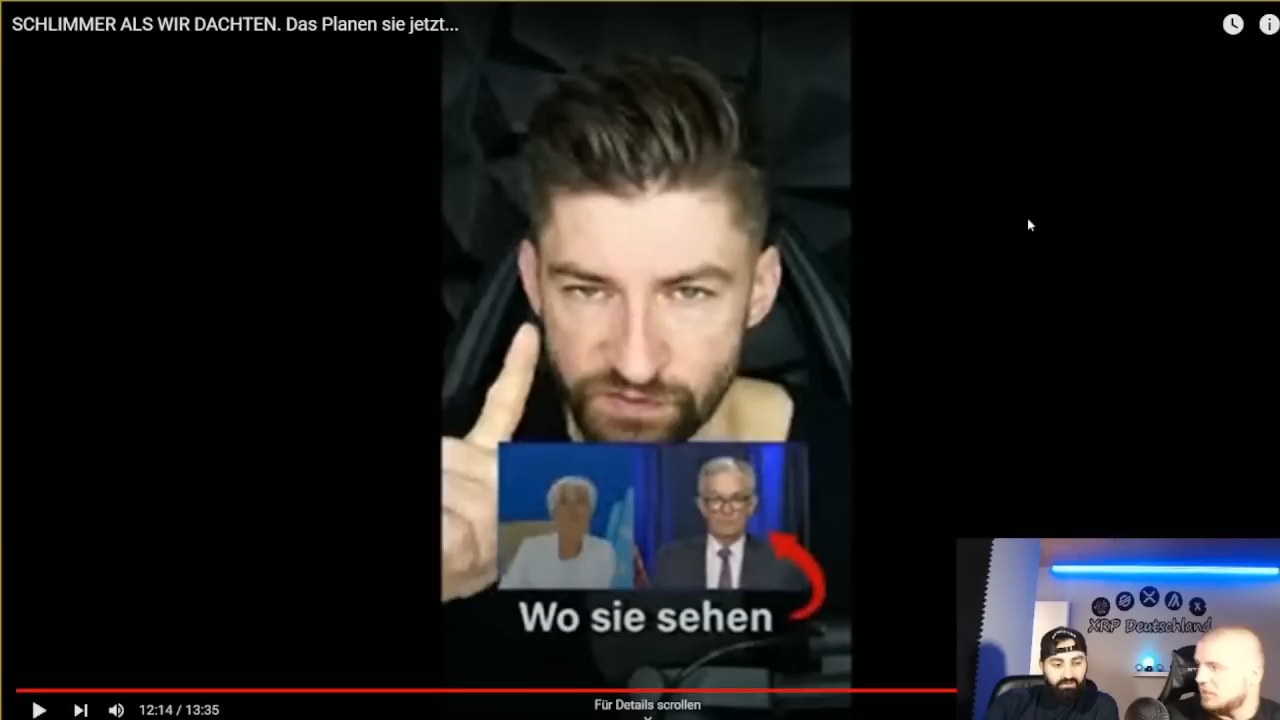 SCHLIMMER ALS WIR DACHTEN. Das Planen sie jetzt...
Wo sie sehen
XRP Deutschland
12:14 / 13:35
Für Details scrollen